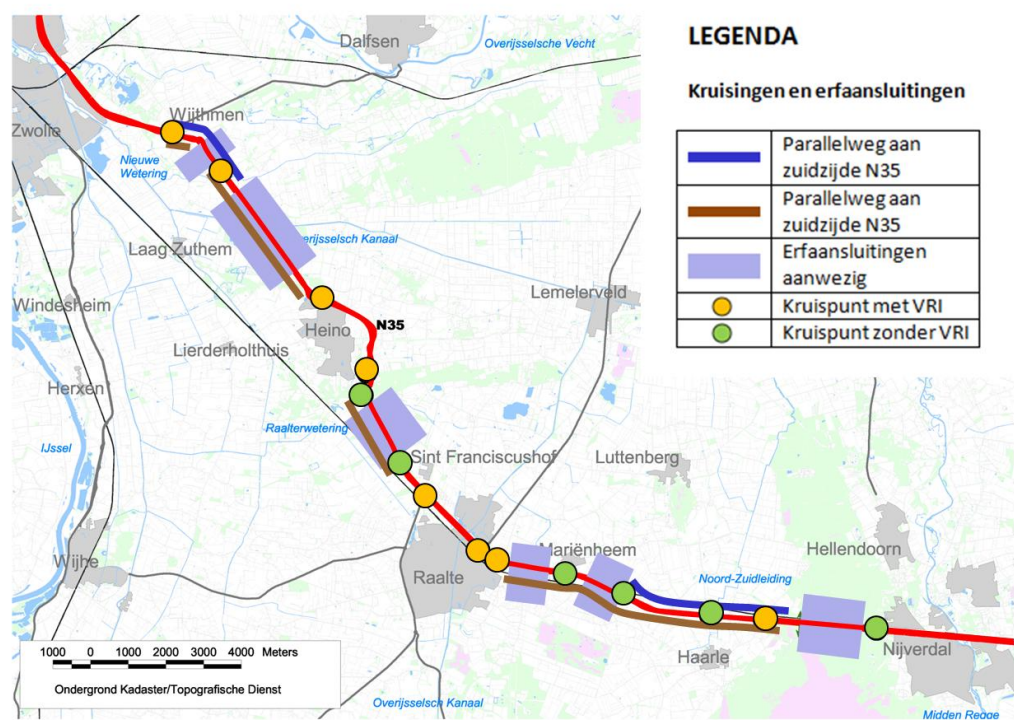 LEGENDA
Kruisingen en erfaansluitingen
Parallelweg aan
zuidzijde N35
Parallelweg aan
zuidzijde N35
Erfaansluitingen
aanwezig
Kruispunt met VRI
Kruispunt zonder VRI
Dalfsen
Overijsselsche Vecht
Wijthmen
Zwolle
Nieuwe
Wetering
Laag Zuthem
verijsselsch Kanaal
Windesheim
Lemelerveld
N35
Heino
Lierderholthuis
Herxen
Raalterwetering
IJssel
Sint Franciscushof
Luttenberg
Wijhe
Mariënheem
Hellendoorn
Raalte
Noord-Zuidleiding
Haarle
Nijverdal
1000 0 1000 2000 3000 4000 Meters
Ondergrond Kadaster/Topografische Dienst
Overijsselsch Kanaal
Midden Regge